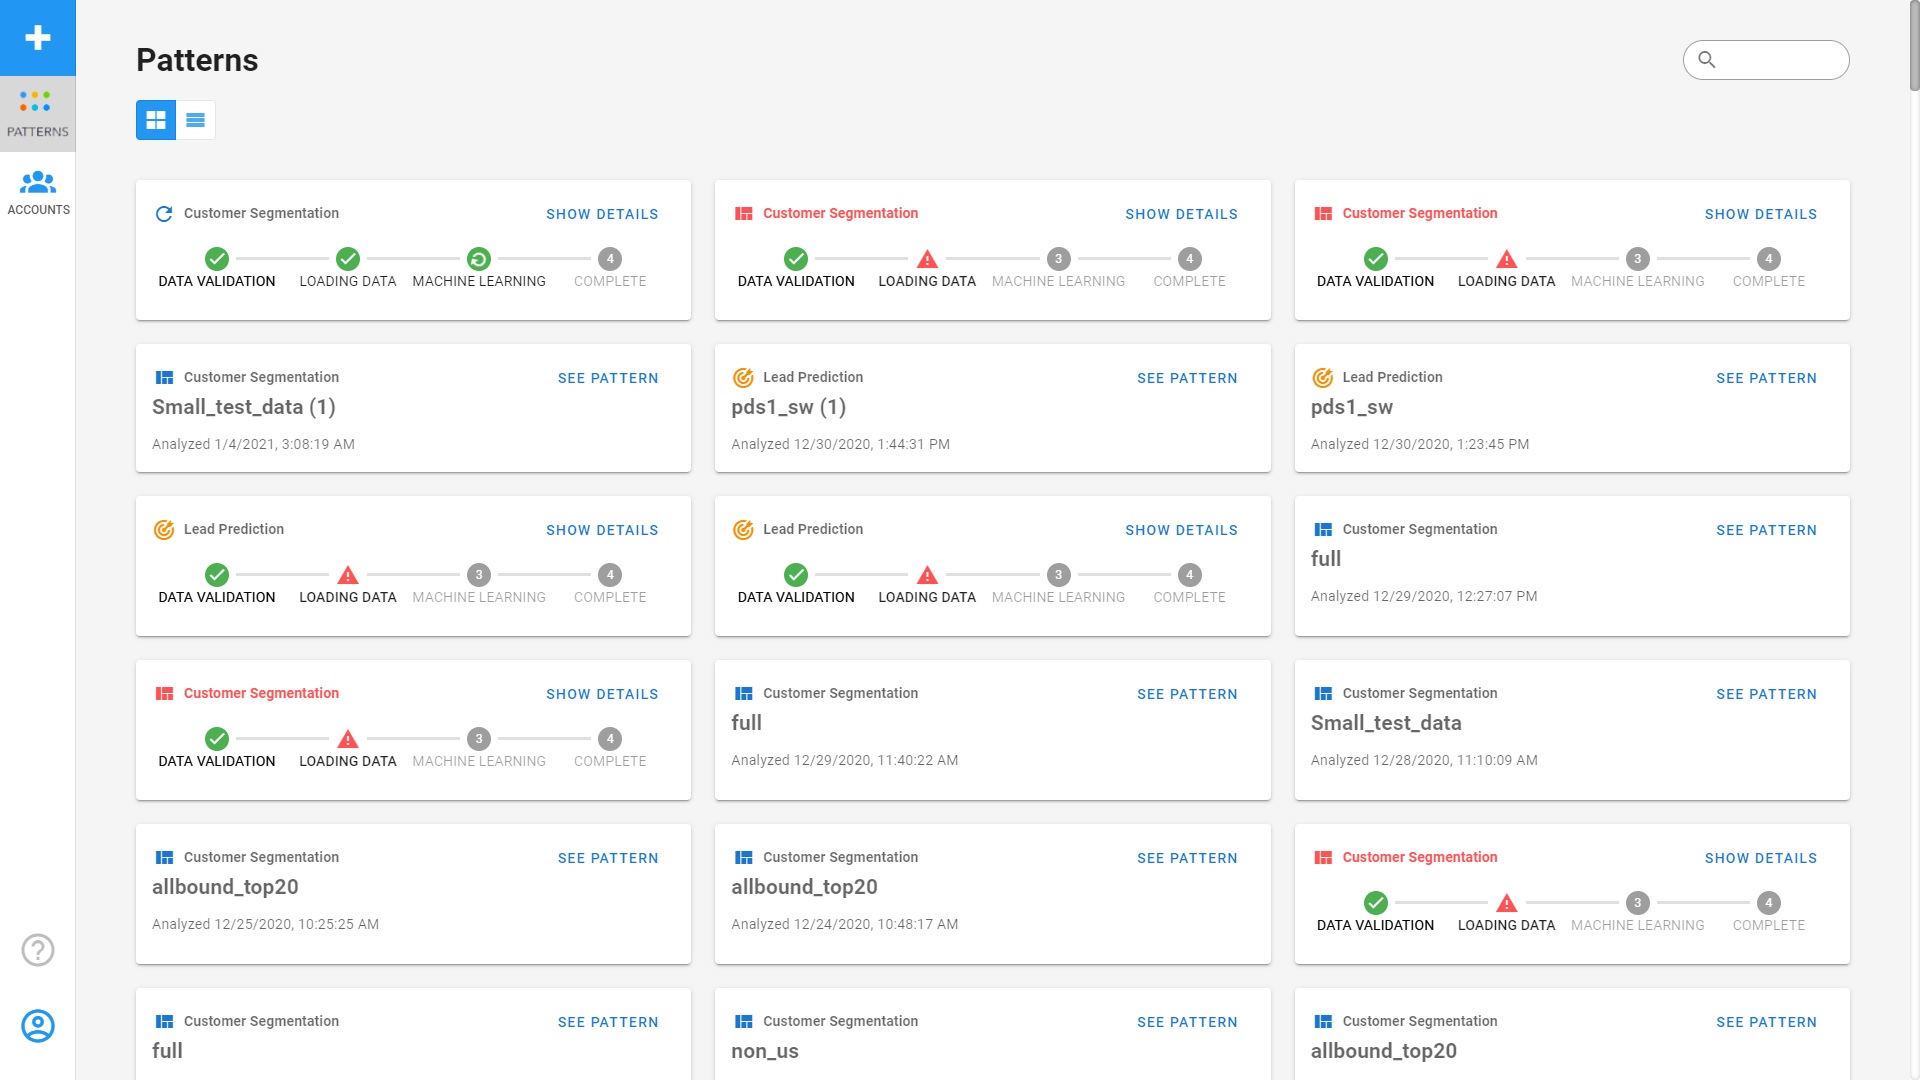 Patterns
PATTERNS
ACCOUNTS
Customer Segmentation SHOW DETAILS
DATA VALIDATION LOADING DATA MACHINE LEARNING 4 COMPLETE
Customer Segmentation SHOW DETAILS
DATA VALIDATION LOADING DATA 3 MACHINE LEARNING 4 COMPLETE
Customer Segmentation SHOW DETAILS
DATA VALIDATION LOADING DATA 3 MACHINE LEARNING 4 COMPLETE
Customer Segmentation SEE PATTERN
Small_test_data (1)
Analyzed 1/4/2021, 3:08:19 AM
Lead Prediction SEE PATTERN
pds1_sw (1)
Analyzed 12/30/2020, 1:44:31 PM
Lead Prediction SEE PATTERN
pds1_sw
Analyzed 12/30/2020, 1:23:45 PM
Lead Prediction SHOW DETAILS
DATA VALIDATION LOADING DATA 3 MACHINE LEARNING 4 COMPLETE
Lead Prediction SHOW DETAILS
DATA VALIDATION LOADING DATA 3 MACHINE LEARNING 4 COMPLETE
Customer Segmentation SEE PATTERN
full
Analyzed 12/29/2020, 12:27:07 PM
Customer Segmentation SHOW DETAILS
DATA VALIDATION LOADING DATA 3 MACHINE LEARNING 4 COMPLETE
Customer Segmentation SEE PATTERN
full
Analyzed 12/29/2020, 11:40:22 AM
Customer Segmentation SEE PATTERN
Small_test_data
Analyzed 12/28/2020, 11:10:09 AM
Customer Segmentation SEE PATTERN
allbound_top20
Analyzed 12/25/2020, 10:25:25 AM
Customer Segmentation SEE PATTERN
allbound_top20
Analyzed 12/24/2020, 10:48:17 AM
Customer Segmentation SHOW DETAILS
DATA VALIDATION LOADING DATA 3 MACHINE LEARNING 4 COMPLETE
Customer Segmentation SEE PATTERN
full
Customer Segmentation SEE PATTERN
non_us
Customer Segmentation SEE PATTERN
allbound_top20